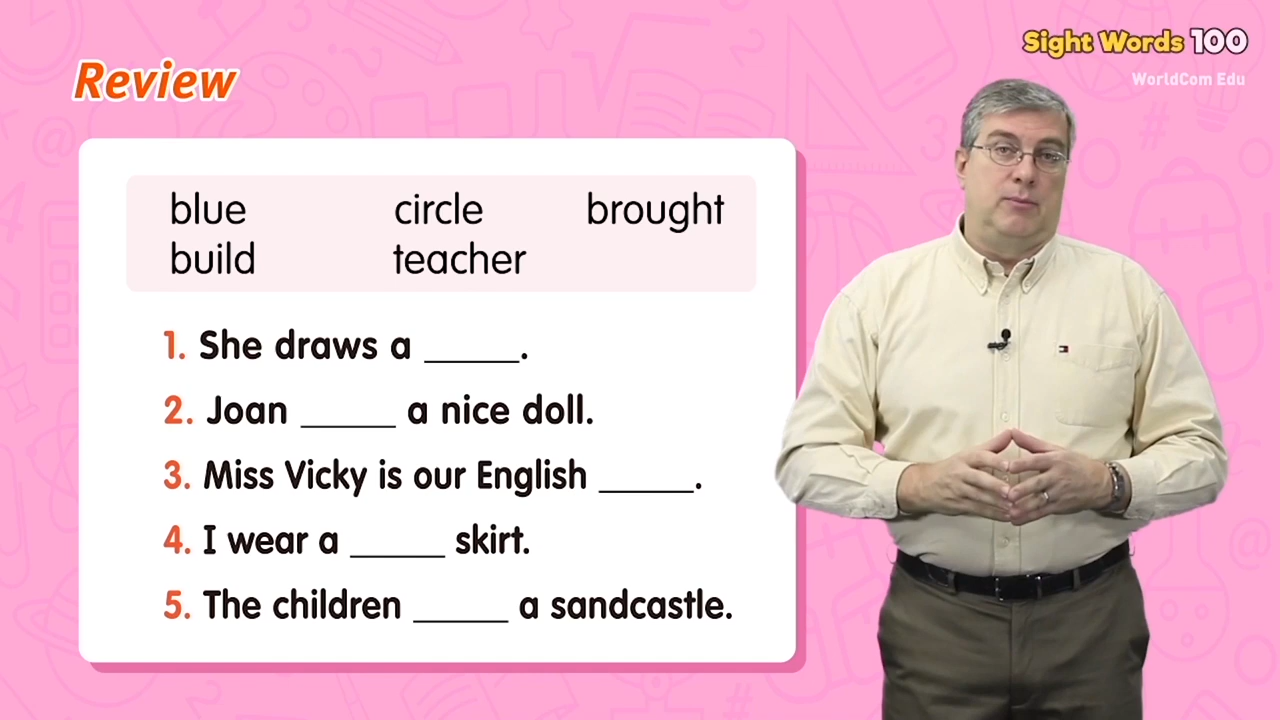 Sight Words 100
WorldCom Edu
Review
blue circle brought
build teacher
1. She draws a _____.
2. Joan _____ a nice doll.
3. Miss Vicky is our English _____.
4. I wear a _____ skirt.
5. The children _____ a sandcastle.